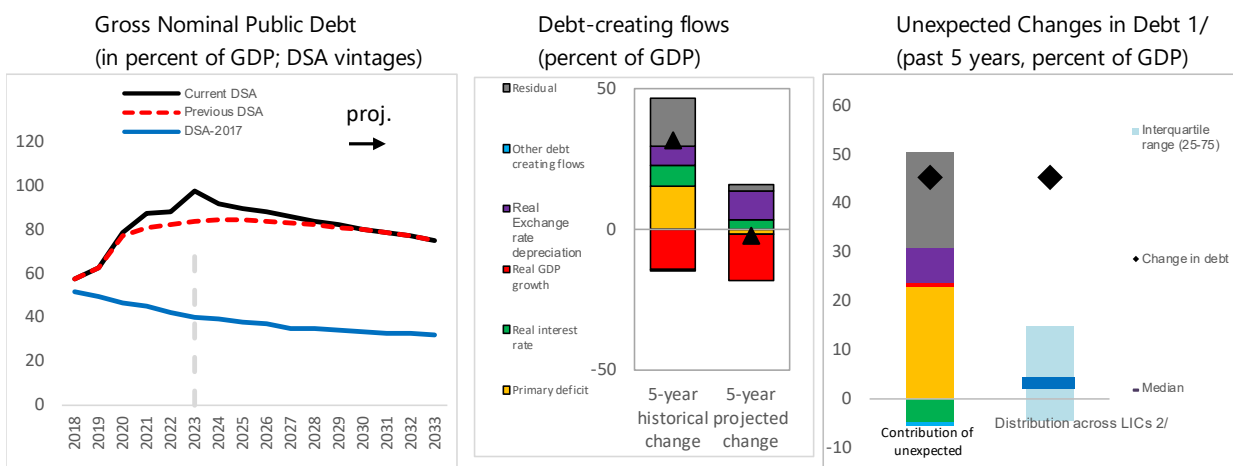 Gross Nominal Public Debt
(in percent of GDP; DSA vintages)
Current DSA
Previous DSA
DSA-2017
proj.
120
100
80
60
40
20
0
2018
2019
2020
2021
2022
2023
2024
2025
2026
2027
2028
2029
2030
2031
2032
2033
Debt-creating flows
(percent of GDP)
Residual
Other debt
creating flows
Real
Exchange rate
depreciation
Real GDP
growth
Real interest
rate
Primary deficit
50
0
-50
5-year
historical
change
5-year
projected
change
Unexpected Changes in Debt 1/
(past 5 years, percent of GDP)
60
50
40
30
20
10
0
-10
Interquartile
range (25-75)
Change in debt
Median
Contribution of
unexpected
Distribution across LICs 2/